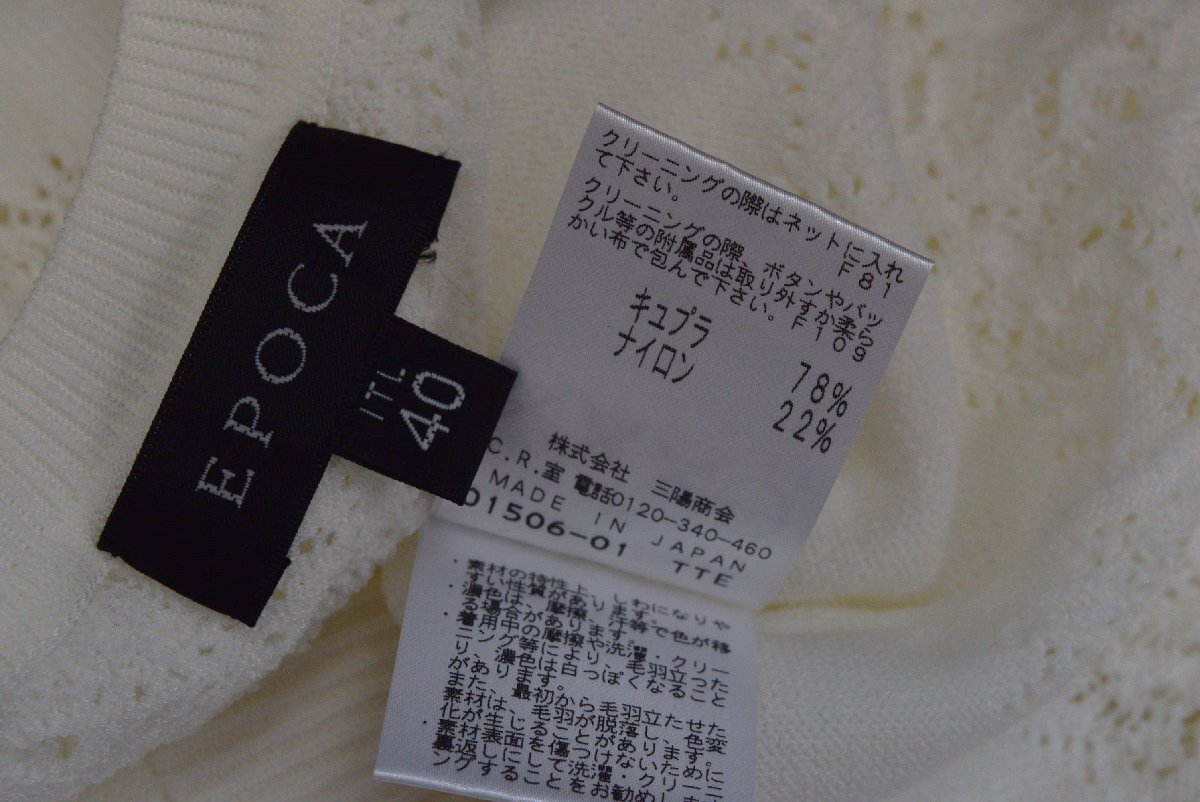 EPOCA
ITL
40
クリーニングの際はネットに入れ
て下さい。 F81
クリーニングの際、ボタンやバッ
クル等の附属品は取り外すか柔ら
かい布で包んで下さい。F109
キュプラ 78%
ナイロン 22%
株式会社 三陽商会
C.R.室 電話0120-340-460
MADE IN JAPAN
01506-01 TTE
・素材の特性上、しわになりや
すい性質があります。
・濃色は、摩擦、汗等で色が移
る場合があります。
・着用中の摩擦や洗濯・クリー
ニング等により、毛羽立った
り、濃色は白っぽくなること
があります。
また、最初から毛羽立たせた
素材は、毛羽が脱落し、色変
化が生じることがあります。
・素材表面を傷つけないために
裏返しにして洗濯・クリーニ
ングすることをお勧めし